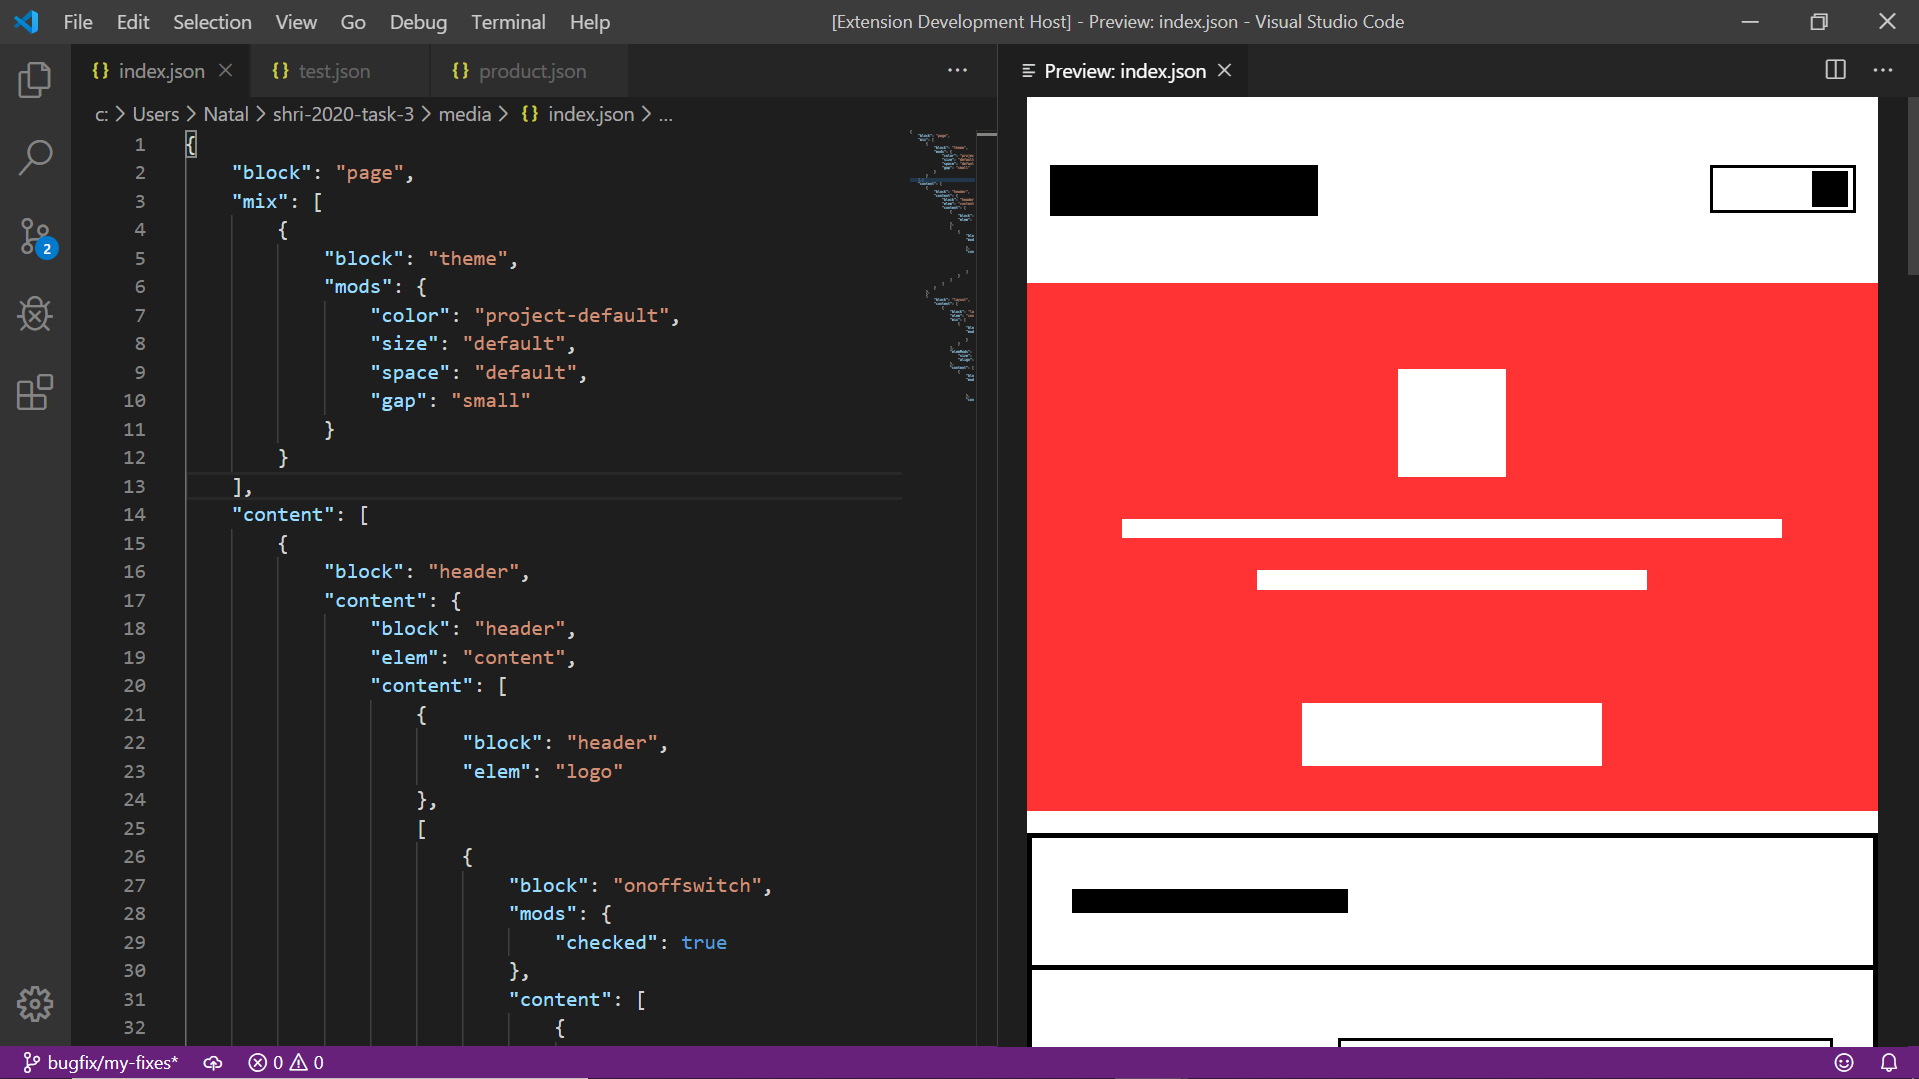 File Edit Selection View Go Debug Terminal Help
[Extension Development Host] - Preview: index.json - Visual Studio Code
{} index.json
{} test.json
{} product.json
...
Preview: index.json
c: > Users > Natal > shri-2020-task-3 > media > {} index.json > ...
1 {
2 "block": "page",
3 "mix": [
4 {
5 "block": "theme",
6 "mods": {
7 "color": "project-default",
8 "size": "default",
9 "space": "default",
10 "gap": "small"
11 }
12 }
13 ],
14 "content": [
15 {
16 "block": "header",
17 "content": {
18 "block": "header",
19 "elem": "content",
20 "content": [
21 {
22 "block": "header",
23 "elem": "logo"
24 },
25 [
26 {
27 "block": "onoffswitch",
28 "mods": {
29 "checked": true
30 },
31 "content": [
32 {
2
bugfix/my-fixes*
0 0